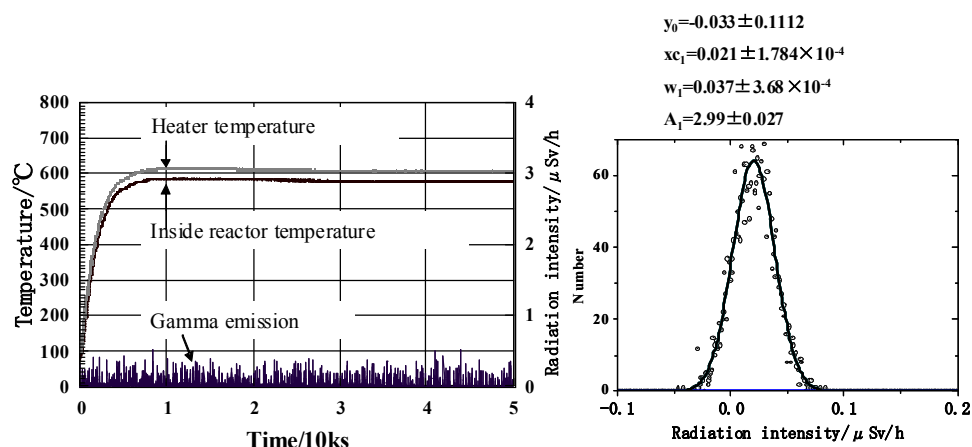 y₀=-0.033±0.1112
xc₁=0.021±1.784×10⁻⁴
w₁=0.037±3.68×10⁻⁴
A₁=2.99±0.027
800
700
600
500
400
300
200
100
0
Temperature/℃
Heater temperature
Inside reactor temperature
Gamma emission
4
3
2
1
0
Radiation intensity/μSv/h
0 1 2 3 4 5
Time/10ks
60
40
20
0
Number
-0.1 0.0 0.1 0.2
Radiation intensity/μSv/h